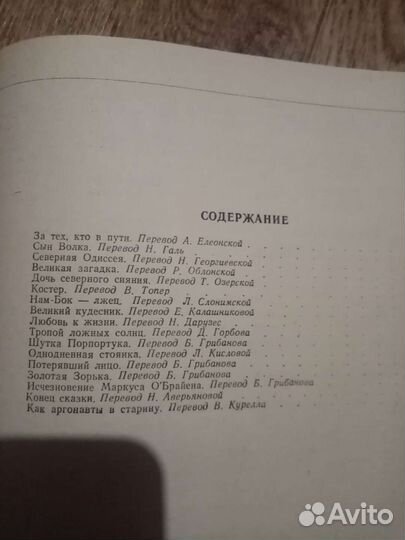 СОДЕРЖАНИЕ
За тех, кто в пути. Перевод А. Елеонской . . . . .
Сын Волка. Перевод Н. Галь . . . . .
Северная Одиссея. Перевод Н. Георгиевской . . . .
Великая загадка. Перевод Р. Облонской . . . . .
Дочь северного сияния. Перевод Т. Озерской . . . .
Костер. Перевод В. Топер . . . . .
Нам-Бок — лжец. Перевод Л. Слонимской . . . .
Великий кудесник. Перевод Е. Калашниковой . . . .
Любовь к жизни. Перевод Н. Дарузес . . . . .
Тропой ложных солнц. Перевод Д. Горбова . . . .
Шутка Порпортука. Перевод Б. Грибанова . . . .
Однодневная стоянка. Перевод Л. Кисловой . . . .
Потерявший лицо. Перевод Б. Грибанова . . . .
Золотая Зорька. Перевод Б. Грибанова . . . .
Исчезновение Маркуса О'Брайена. Перевод Б. Грибанова
Конец сказки. Перевод Н. Аверьяновой . . . .
Как аргонавты в старину. Перевод В. Курелла . . . .
Avito